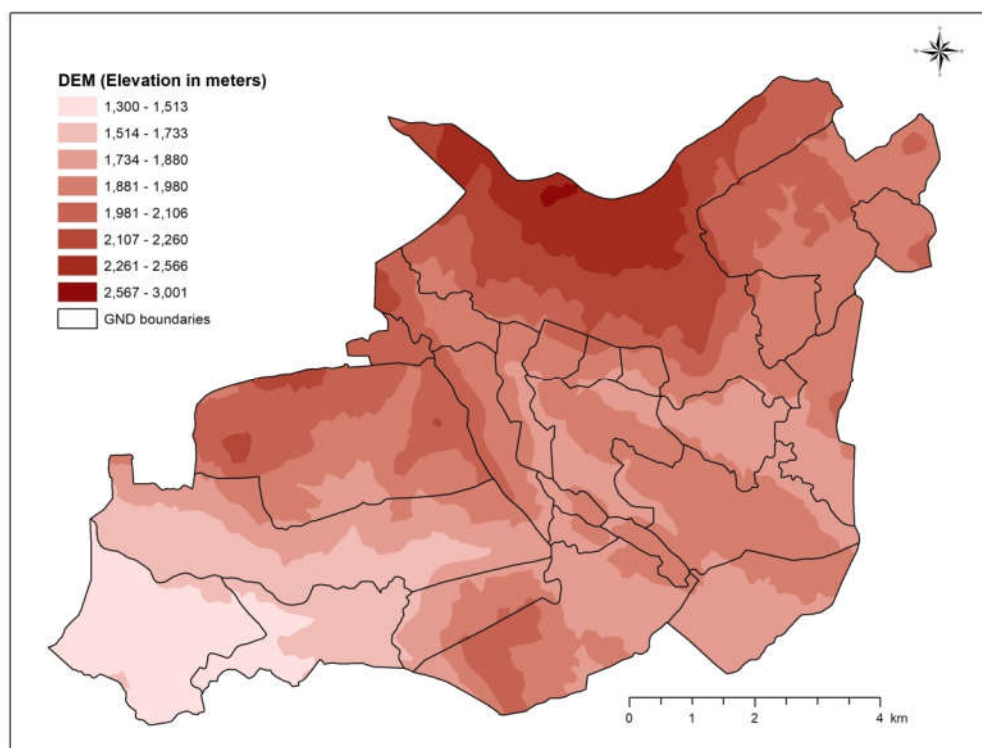 DEM (Elevation in meters)
1,300 - 1,513
1,514 - 1,733
1,734 - 1,880
1,881 - 1,980
1,981 - 2,106
2,107 - 2,260
2,261 - 2,566
2,567 - 3,001
GND boundaries
0 1 2 4 km